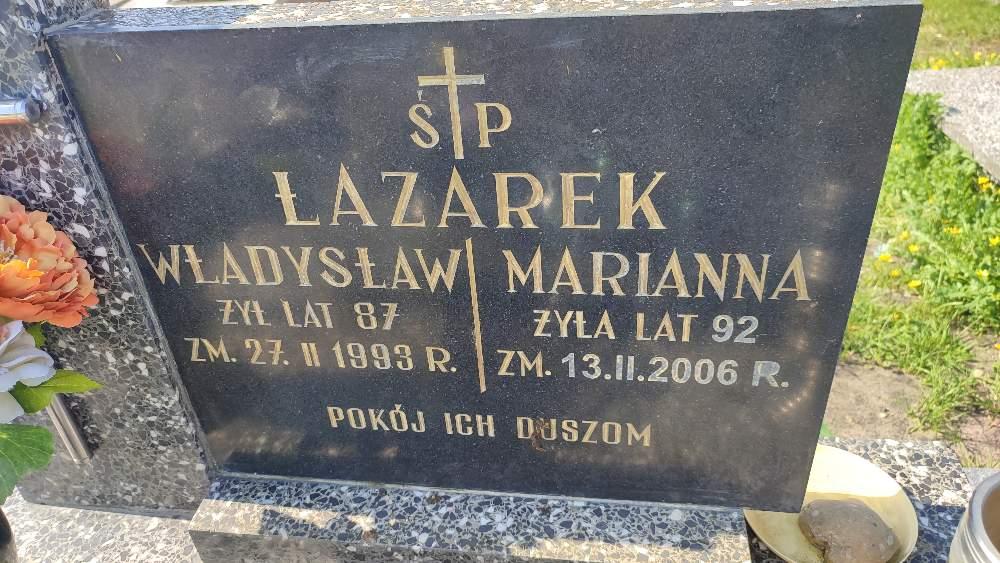 Ś P
ŁAZAREK
WŁADYSŁAW
ŻYŁ LAT 87
ZM. 27. II 1993 R.
MARIANNA
ŻYŁA LAT 92
ZM. 13.II.2006 R.
POKÓJ ICH DUSZOM